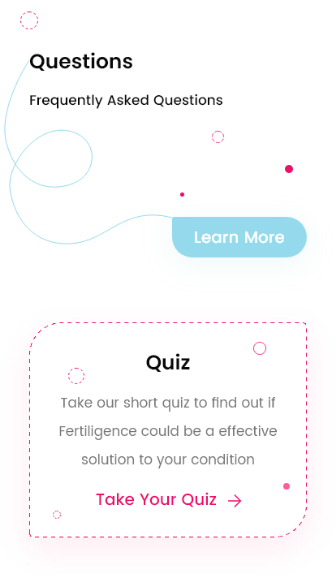 Questions
Frequently Asked Questions
Learn More
Quiz
Take our short quiz to find out if
Fertiligence could be a effective
solution to your condition
Take Your Quiz